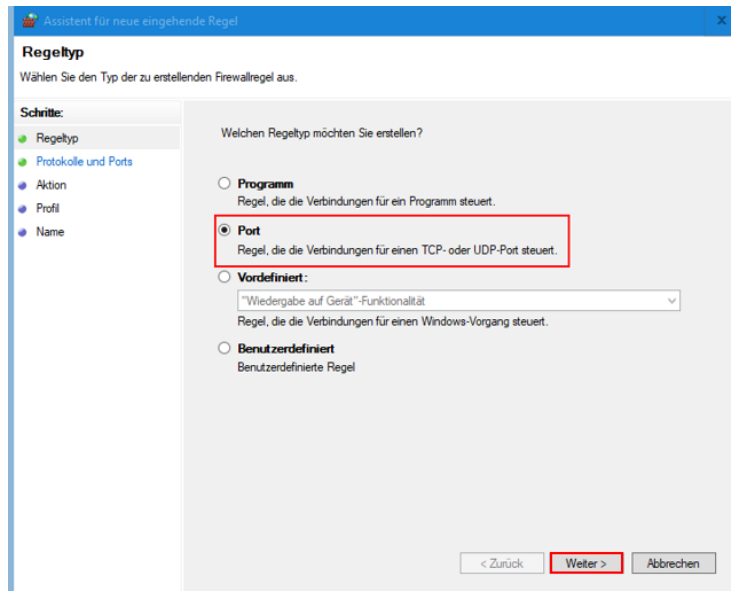 Assistent für neue eingehende Regel
x
Regeltyp
Wählen Sie den Typ der zu erstellenden Firewallregel aus.
Schritte:
Regeltyp
Protokolle und Ports
Aktion
Profil
Name
Welchen Regeltyp möchten Sie erstellen?
Programm
Regel, die die Verbindungen für ein Programm steuert.
Port
Regel, die die Verbindungen für einen TCP- oder UDP-Port steuert.
Vordefiniert:
"Wiedergabe auf Gerät"-Funktionalität
Regel, die die Verbindungen für einen Windows-Vorgang steuert.
Benutzerdefiniert
Benutzerdefinierte Regel
< Zurück Weiter > Abbrechen